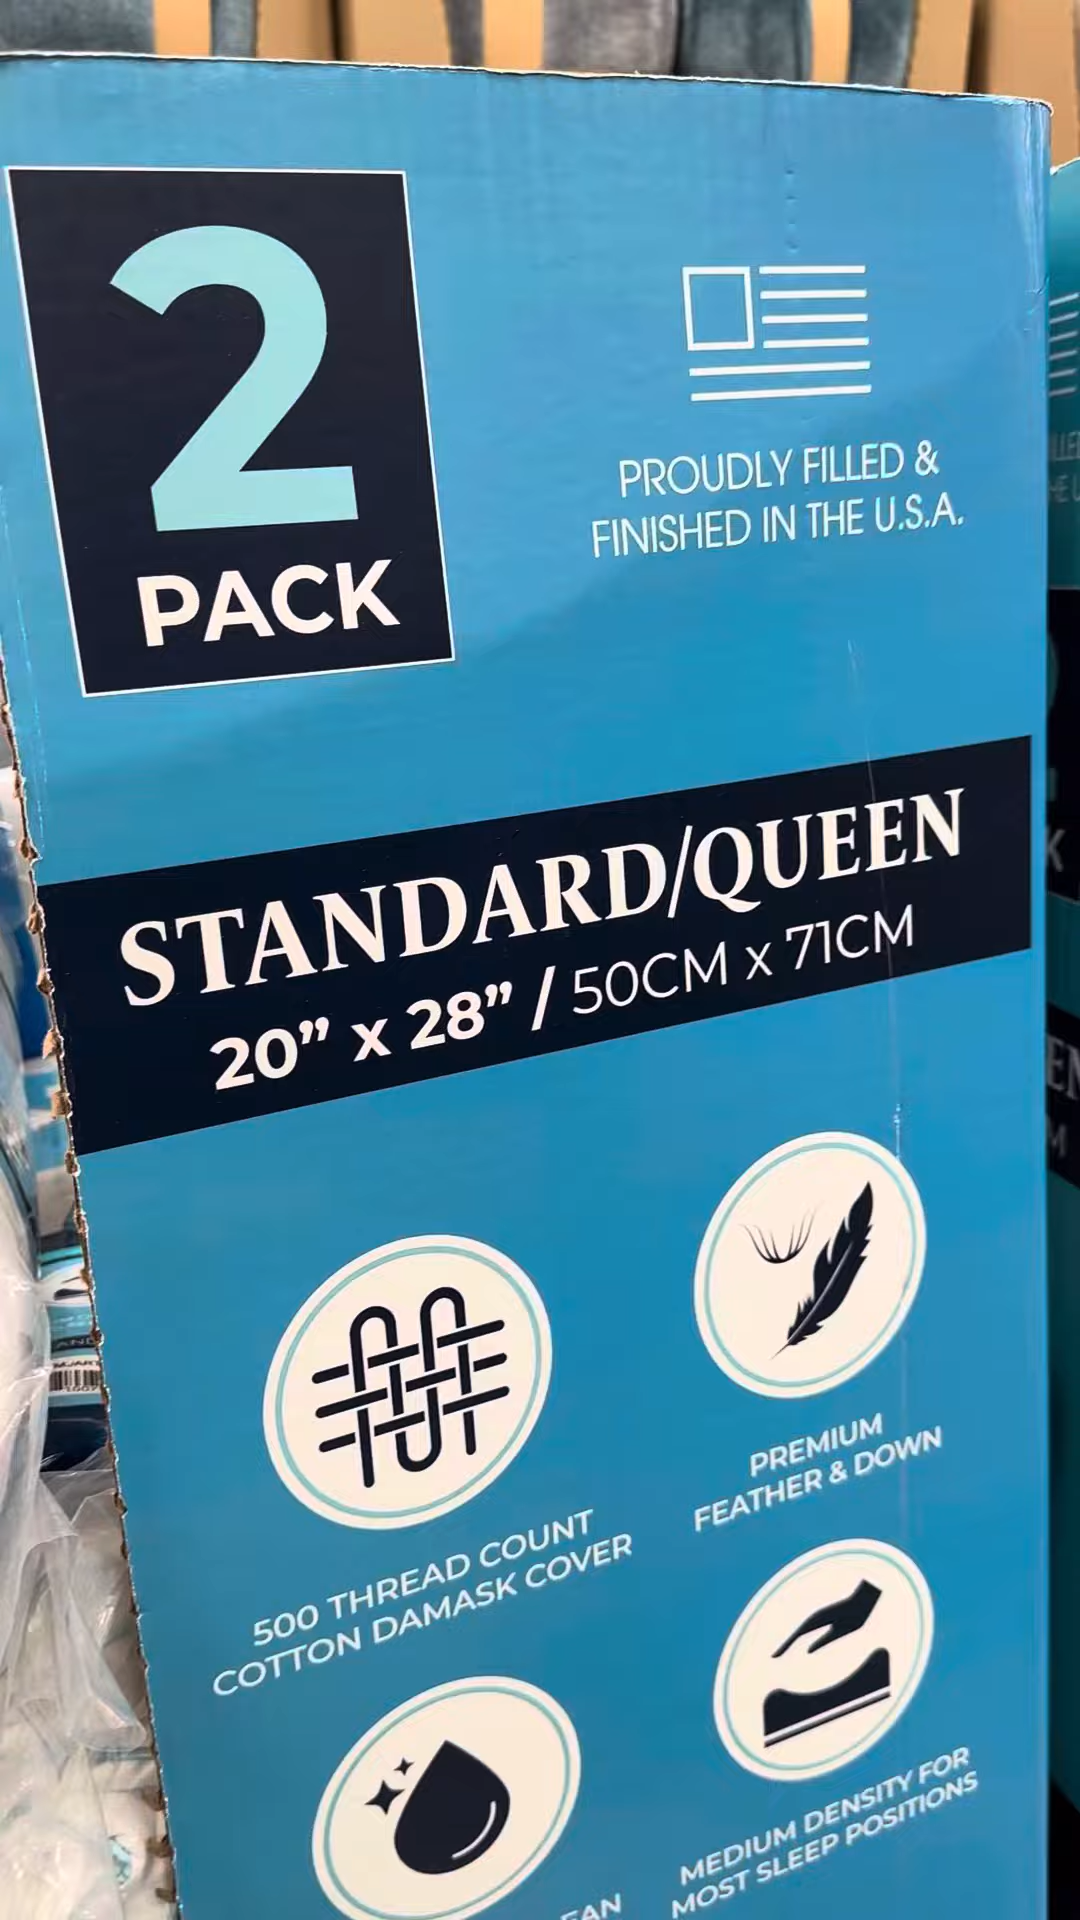 2
PACK
PROUDLY FILLED &
FINISHED IN THE U.S.A.
STANDARD/QUEEN
20” x 28” / 50CM x 71CM
PREMIUM
FEATHER & DOWN
500 THREAD COUNT
COTTON DAMASK COVER
MEDIUM DENSITY FOR
MOST SLEEP POSITIONS